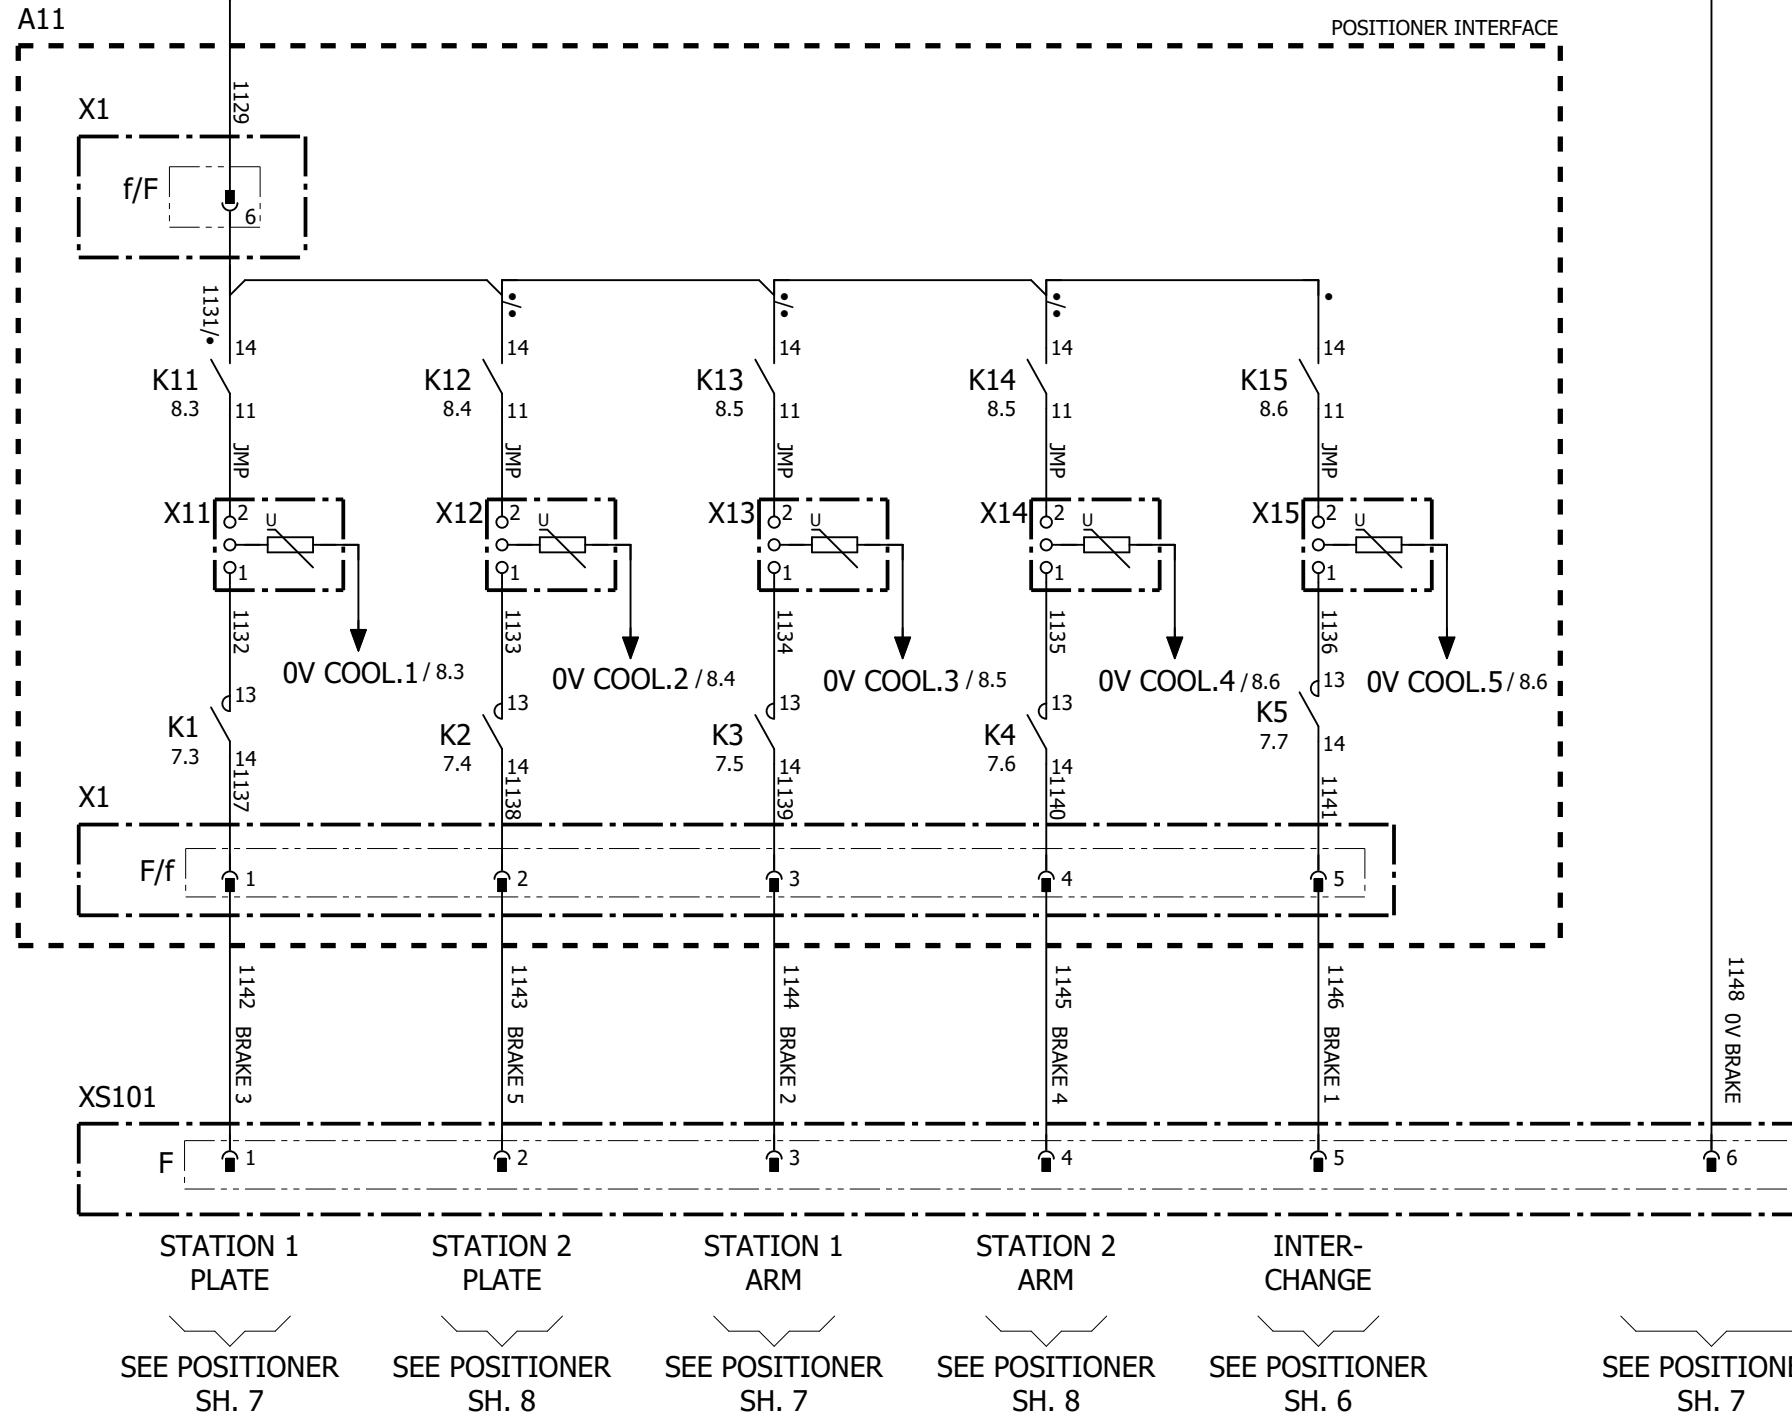 A11
POSITIONER INTERFACE
1129
X1
f/F
6
1131/•
14 14 14 14 14
K11 K12 K13 K14 K15
8.3 8.4 8.5 8.5 8.6
11 11 11 11 11
JMP JMP JMP JMP JMP
X11 2 U X12 2 U X13 2 U X14 2 U X15 2 U
1 1 1 1 1
1132 1133 1134 1135 1136
0V COOL.1/8.3 0V COOL.2/8.4 0V COOL.3/8.5 0V COOL.4/8.6 0V COOL.5/8.6
13 13 13 13 13
K1 K2 K3 K4 K5
7.3 7.4 7.5 7.6 7.7
14 14 14 14 14
1137 1138 1139 1140 1141
X1
F/f 1 2 3 4 5
1142 BRAKE 3
1143 BRAKE 5
1144 BRAKE 2
1145 BRAKE 4
1146 BRAKE 1
1148 0V BRAKE
XS101
F 1 2 3 4 5 6
STATION 1 STATION 2 STATION 1 STATION 2 INTER-
PLATE PLATE ARM ARM CHANGE
SEE POSITIONER SEE POSITIONER SEE POSITIONER SEE POSITIONER SEE POSITIONER SEE POSITIONE
SH. 7 SH. 8 SH. 7 SH. 8 SH. 6 SH. 7